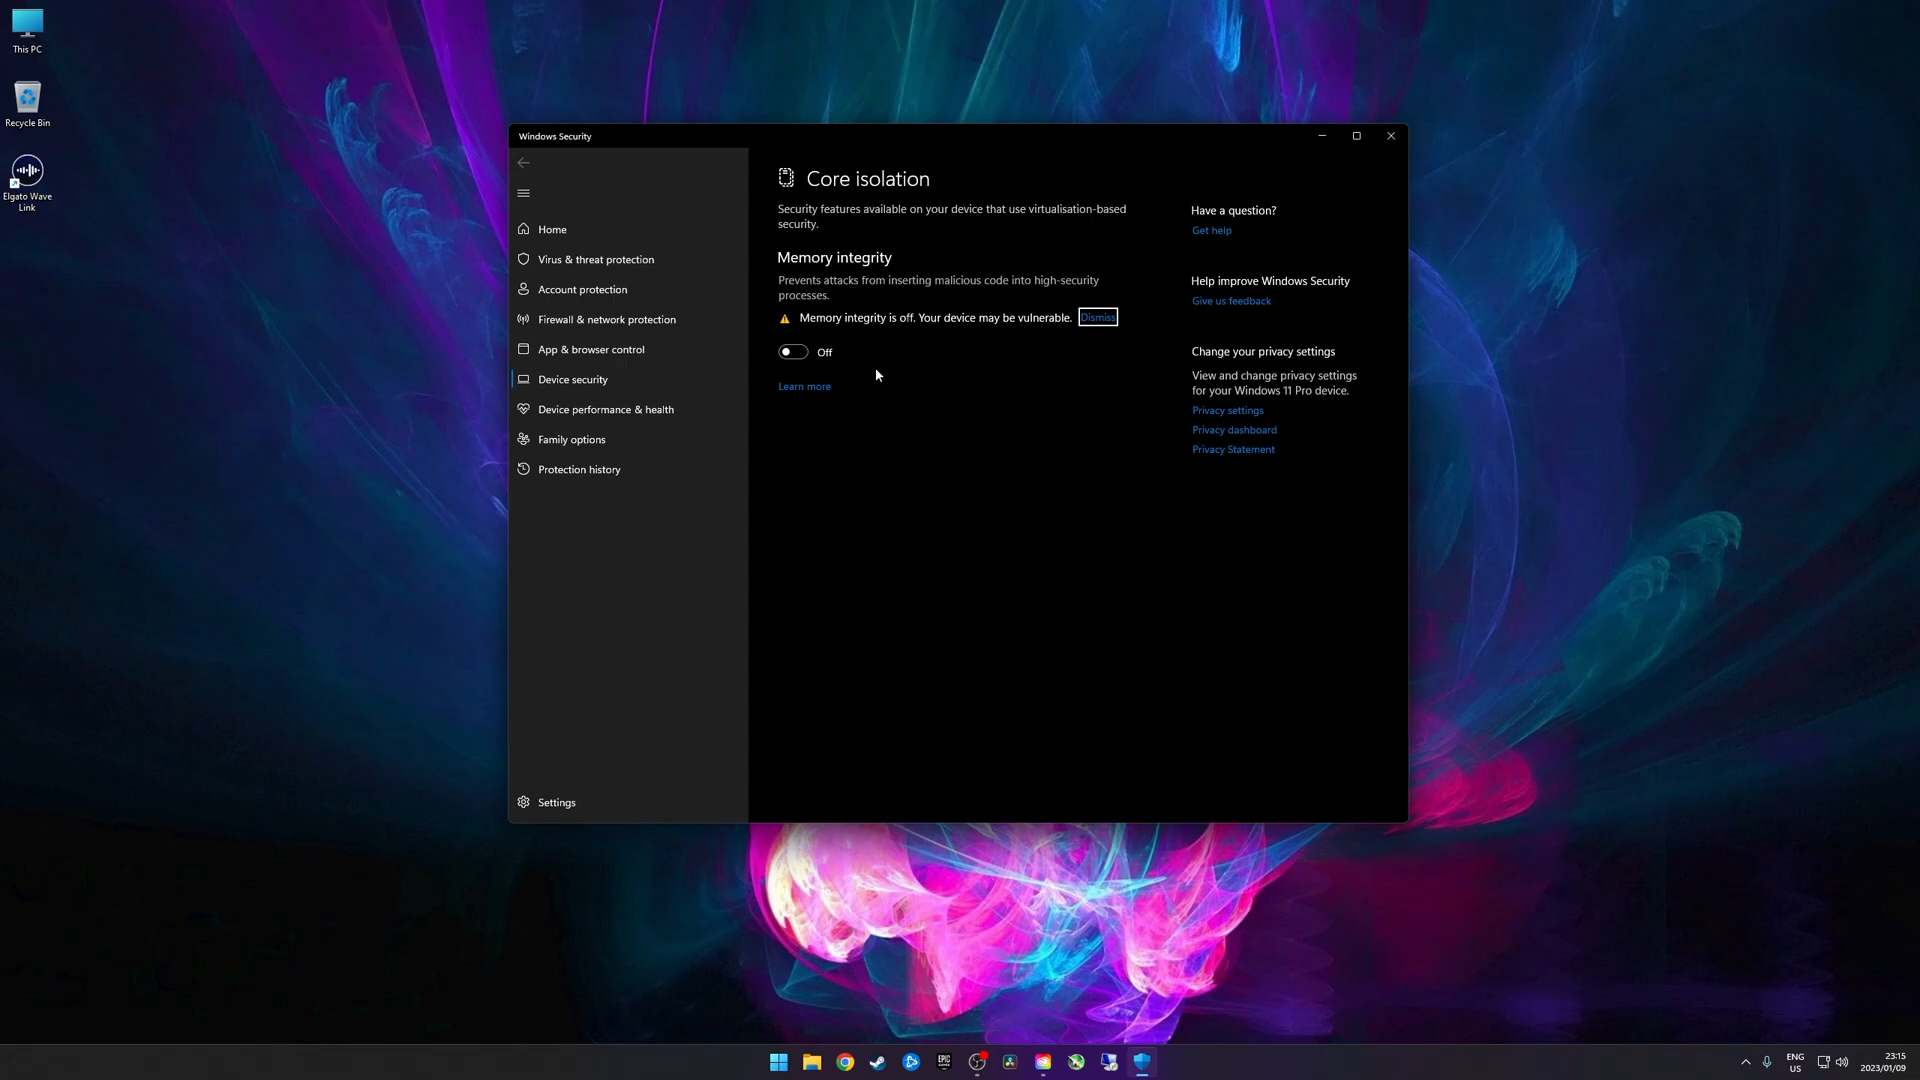 This PC
Recycle Bin
Elgato Wave
Link
Windows Security
Home
Virus & threat protection
Account protection
Firewall & network protection
App & browser control
Device security
Device performance & health
Family options
Protection history
Settings
Core isolation
Security features available on your device that use virtualisation-based
security.
Memory integrity
Prevents attacks from inserting malicious code into high-security
processes.
Memory integrity is off. Your device may be vulnerable. Dismiss
Off
Learn more
Have a question?
Get help
Help improve Windows Security
Give us feedback
Change your privacy settings
View and change privacy settings
for your Windows 11 Pro device.
Privacy settings
Privacy dashboard
Privacy Statement
EPIC
GAMES
ENG
US
23:15
2023/01/09